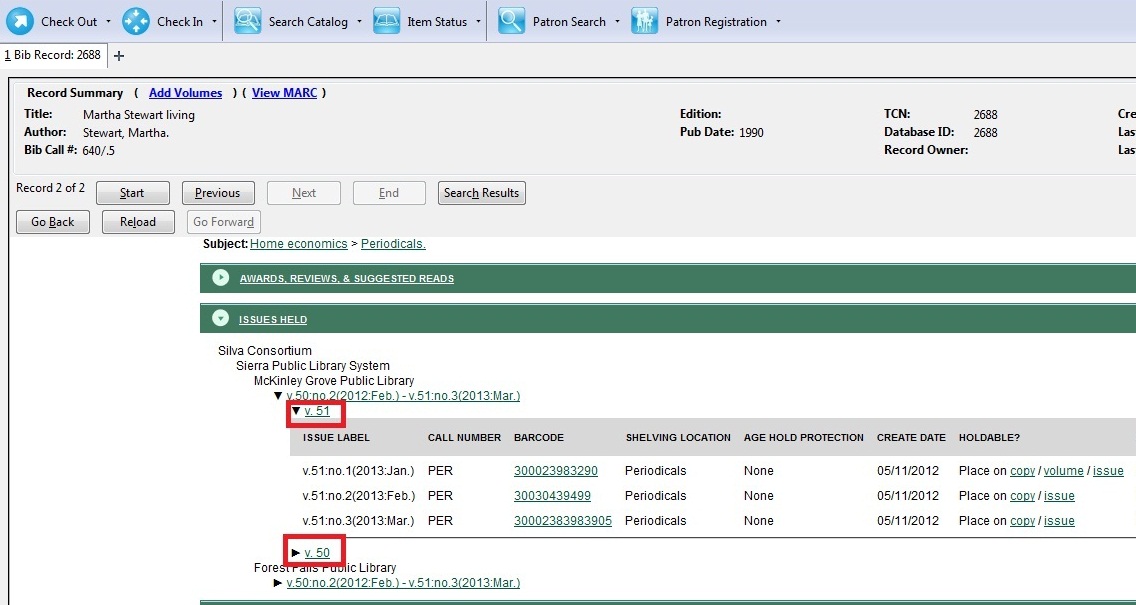 Check Out Check In Search Catalog Item Status Patron Search Patron Registration
1 Bib Record: 2688 +
Record Summary ( Add Volumes ) ( View MARC )
Title: Martha Stewart living Edition: TCN: 2688 Cre
Author: Stewart, Martha. Pub Date: 1990 Database ID: 2688 Las
Bib Call #: 640/.5 Record Owner: Las
Record 2 of 2 Start Previous Next End Search Results
Go Back Reload Go Forward
Subject: Home economics > Periodicals.
AWARDS, REVIEWS, & SUGGESTED READS
ISSUES HELD
Silva Consortium
Sierra Public Library System
McKinley Grove Public Library
v.50:no.2(2012:Feb.) - v.51:no.3(2013:Mar.)
v. 51
ISSUE LABEL CALL NUMBER BARCODE SHELVING LOCATION AGE HOLD PROTECTION CREATE DATE HOLDABLE?
v.51:no.1(2013:Jan.) PER 300023983290 Periodicals None 05/11/2012 Place on copy / volume / issue
v.51:no.2(2013:Feb.) PER 30030439499 Periodicals None 05/11/2012 Place on copy / issue
v.51:no.3(2013:Mar.) PER 30002383983905 Periodicals None 05/11/2012 Place on copy / issue
v. 50
Forest Falls Public Library
v.50:no.2(2012:Feb.) - v.51:no.3(2013:Mar.)